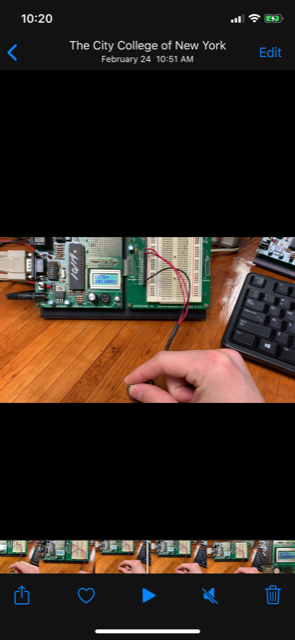 10:20
The City College of New York
February 24 10:51 AM
Edit